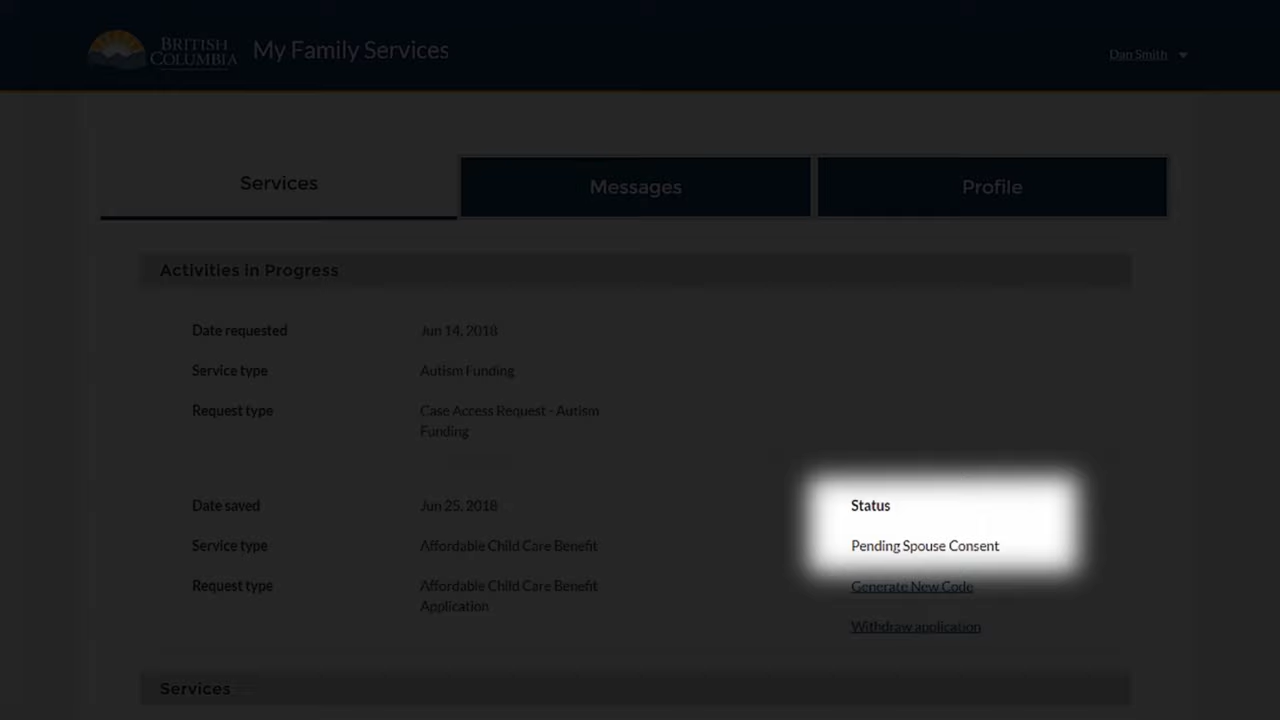 BRITISH
COLUMBIA
My Family Services
Dan Smith
Services
Messages
Profile
Activities in Progress
Date requested
Jun 14, 2018
Service type
Autism Funding
Request type
Case Access Request - Autism
Funding
Date saved
Jun 25, 2018
Status
Service type
Affordable Child Care Benefit
Pending Spouse Consent
Request type
Affordable Child Care Benefit
Application
Generate New Code
Withdraw application
Services